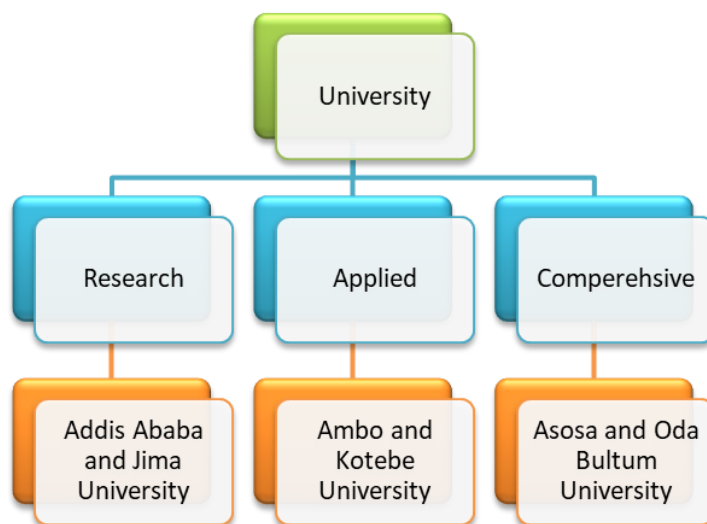 University
Research
Applied
Comperehsive
Addis Ababa
and Jima
University
Ambo and
Kotebe
University
Asosa and Oda
Bultum
University